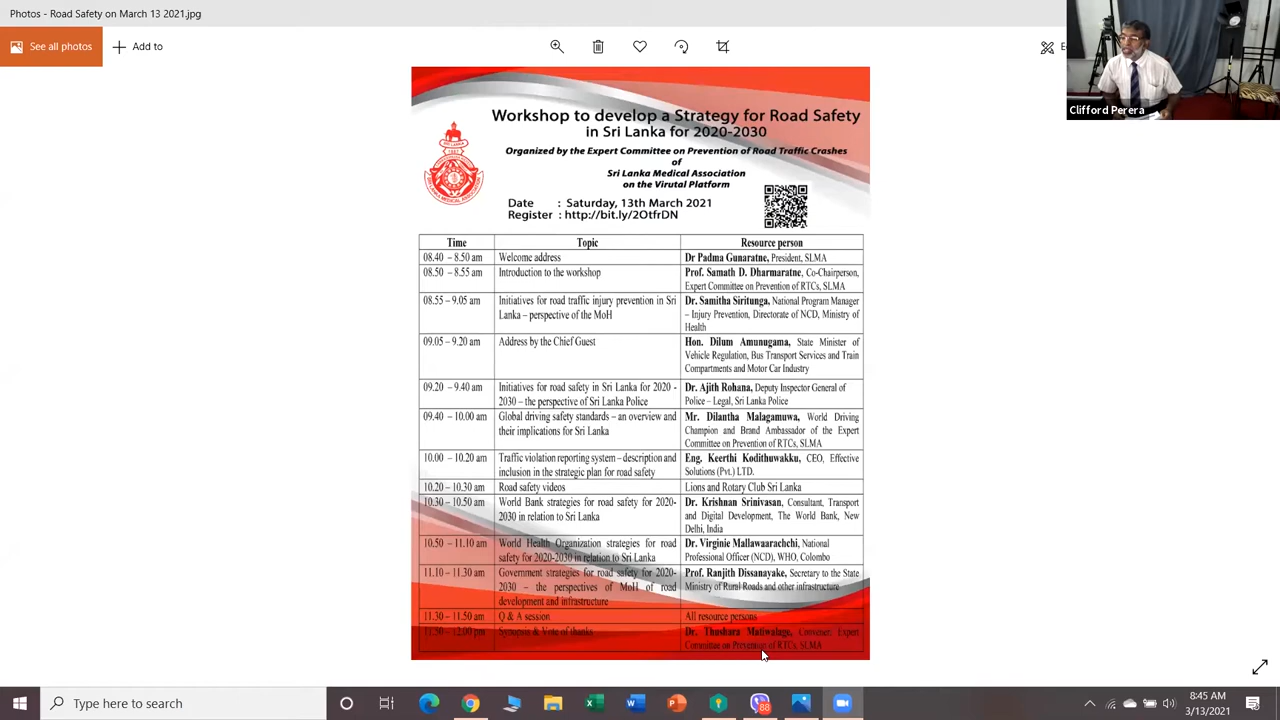 Photos - Road Safety on March 13 2021.jpg
See all photos
Add to
Clifford Perera
Workshop to develop a Strategy for Road Safety
in Sri Lanka for 2020-2030
Organized by the Expert Committee on Prevention of Road Traffic Crashes
of
Sri Lanka Medical Association
on the Virutal Platform
Date : Saturday, 13th March 2021
Register : http://bit.ly/2OtfrDN
Time Topic Resource person
08.40 – 8.50 am Welcome address Dr Padma Gunaratne, President, SLMA
08.50 – 8.55 am Introduction to the workshop Prof. Samath D. Dharmaratne, Co-Chairperson,
Expert Committee on Prevention of RTCs, SLMA
08.55 – 9.05 am Initiatives for road traffic injury prevention in Sri Dr. Samitha Siritunga, National Program Manager
Lanka – perspective of the MoH – Injury Prevention, Directorate of NCD, Ministry of
Health
09.05 – 9.20 am Address by the Chief Guest Hon. Dilum Amunugama, State Minister of
Vehicle Regulation, Bus Transport Services and Train
Compartments and Motor Car Industry
09.20 – 9.40 am Initiatives for road safety in Sri Lanka for 2020 - Dr. Ajith Rohana, Deputy Inspector General of
2030 – the perspective of Sri Lanka Police Police – Legal, Sri Lanka Police
09.40 – 10.00 am Global driving safety standards – an overview and Mr. Dilantha Malagamuwa, World Driving
their implications for Sri Lanka Champion and Brand Ambassador of the Expert
Committee on Prevention of RTCs, SLMA
10.00 – 10.20 am Traffic violation reporting system – description and Eng. Keerthi Kodithuwakku, CEO, Effective
inclusion in the strategic plan for road safety Solutions (Pvt.) LTD.
10.20 – 10.30 am Road safety videos Lions and Rotary Club Sri Lanka
10.30 – 10.50 am World Bank strategies for road safety for 2020- Dr. Krishnan Srinivasan, Consultant, Transport
2030 in relation to Sri Lanka and Digital Development, The World Bank, New
Delhi, India
10.50 – 11.10 am World Health Organization strategies for road Dr. Virginie Mallawaarachchi, National
safety for 2020-2030 in relation to Sri Lanka Professional Officer (NCD), WHO, Colombo
11.10 – 11.30 am Government strategies for road safety for 2020- Prof. Ranjith Dissanayake, Secretary to the State
2030 – the perspectives of MoH of road Ministry of Rural Roads and other infrastructure
development and infrastructure
11.30 – 11.50 am Q & A session All resource persons
11.50 – 12.00 pm Synopsis & Vote of thanks Dr. Thushara Matiwalage, Convener, Expert
Committee on Prevention of RTCs, SLMA
Type here to search
88
8:45 AM
3/13/2021